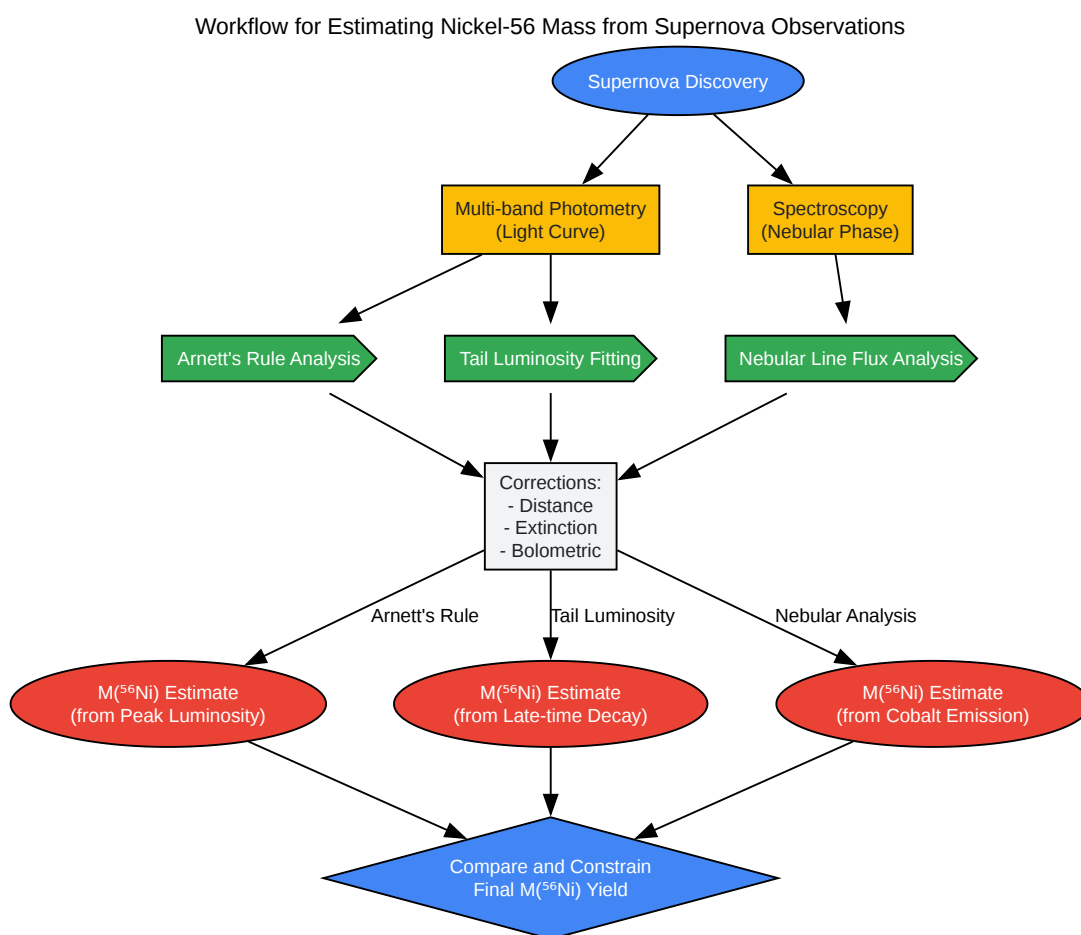 Workflow for Estimating Nickel-56 Mass from Supernova Observations
Supernova Discovery
Multi-band Photometry
(Light Curve)
Spectroscopy
(Nebular Phase)
Arnett's Rule Analysis
Tail Luminosity Fitting
Nebular Line Flux Analysis
Corrections:
- Distance
- Extinction
- Bolometric
Arnett's Rule
Tail Luminosity
Nebular Analysis
M(⁵⁶Ni) Estimate
(from Peak Luminosity)
M(⁵⁶Ni) Estimate
(from Late-time Decay)
M(⁵⁶Ni) Estimate
(from Cobalt Emission)
Compare and Constrain
Final M(⁵⁶Ni) Yield